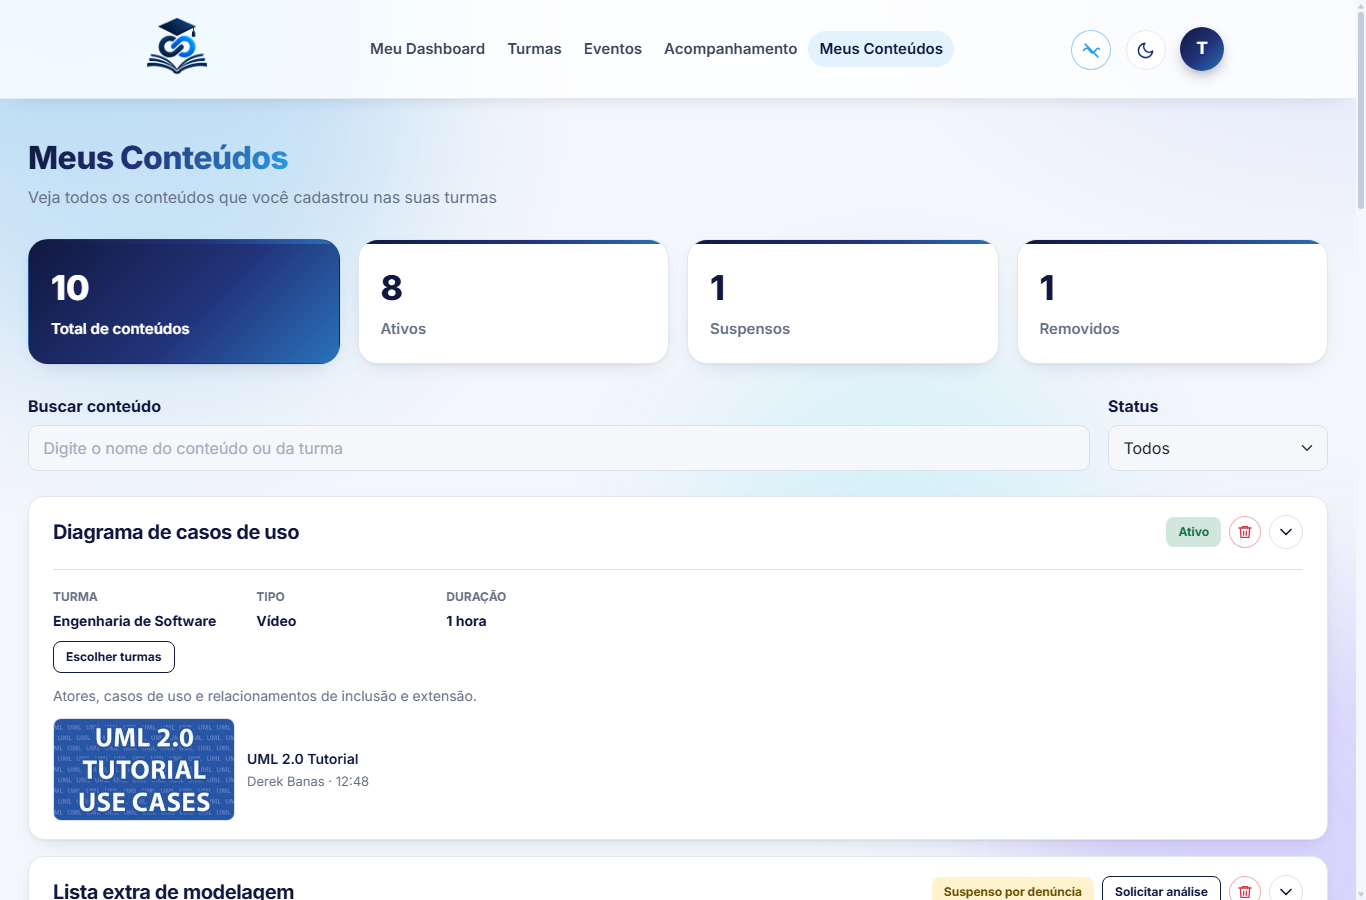 Meu Dashboard
Turmas
Eventos
Acompanhamento
Meus Conteúdos
T
Meus Conteúdos
Veja todos os conteúdos que você cadastrou nas suas turmas
10
Total de conteúdos
8
Ativos
1
Suspensos
1
Removidos
Buscar conteúdo
Status
Digite o nome do conteúdo ou da turma
Todos
Diagrama de casos de uso
Ativo
TURMA
TIPO
DURAÇÃO
Engenharia de Software
Vídeo
1 hora
Escolher turmas
Atores, casos de uso e relacionamentos de inclusão e extensão.
UML 2.0
TUTORIAL
USE CASES
UML 2.0 Tutorial
Derek Banas · 12:48
Lista extra de modelagem
Suspenso por denúncia
Solicitar análise